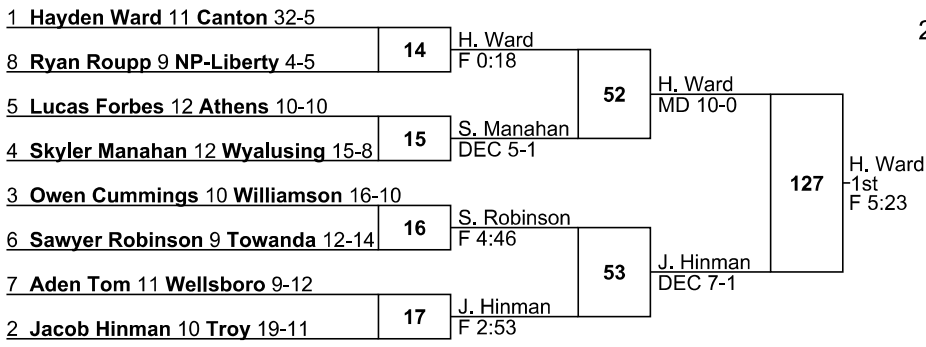 1 Hayden Ward 11 Canton 32-5
14
H. Ward
F 0:18
8 Ryan Roupp 9 NP-Liberty 4-5
52
H. Ward
MD 10-0
5 Lucas Forbes 12 Athens 10-10
15
S. Manahan
DEC 5-1
4 Skyler Manahan 12 Wyalusing 15-8
127
H. Ward
1st
F 5:23
3 Owen Cummings 10 Williamson 16-10
16
S. Robinson
F 4:46
6 Sawyer Robinson 9 Towanda 12-14
53
J. Hinman
DEC 7-1
7 Aden Tom 11 Wellsboro 9-12
17
J. Hinman
F 2:53
2 Jacob Hinman 10 Troy 19-11